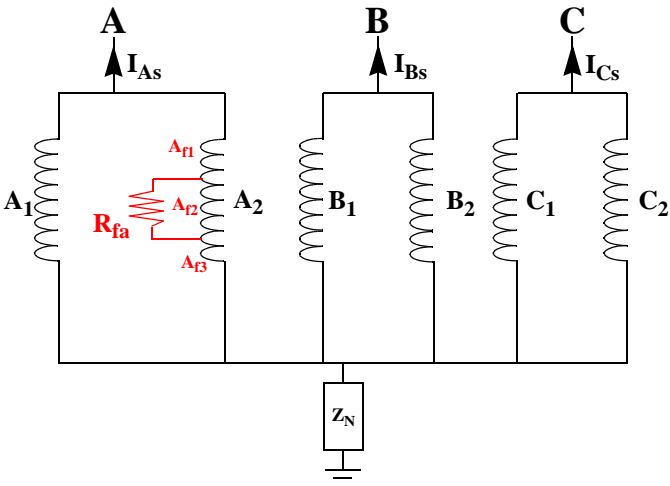 A B C
I_As I_Bs I_Cs
A_f1
A_1 A_f2 A_2 B_1 B_2 C_1 C_2
R_fa
A_f3
Z_N